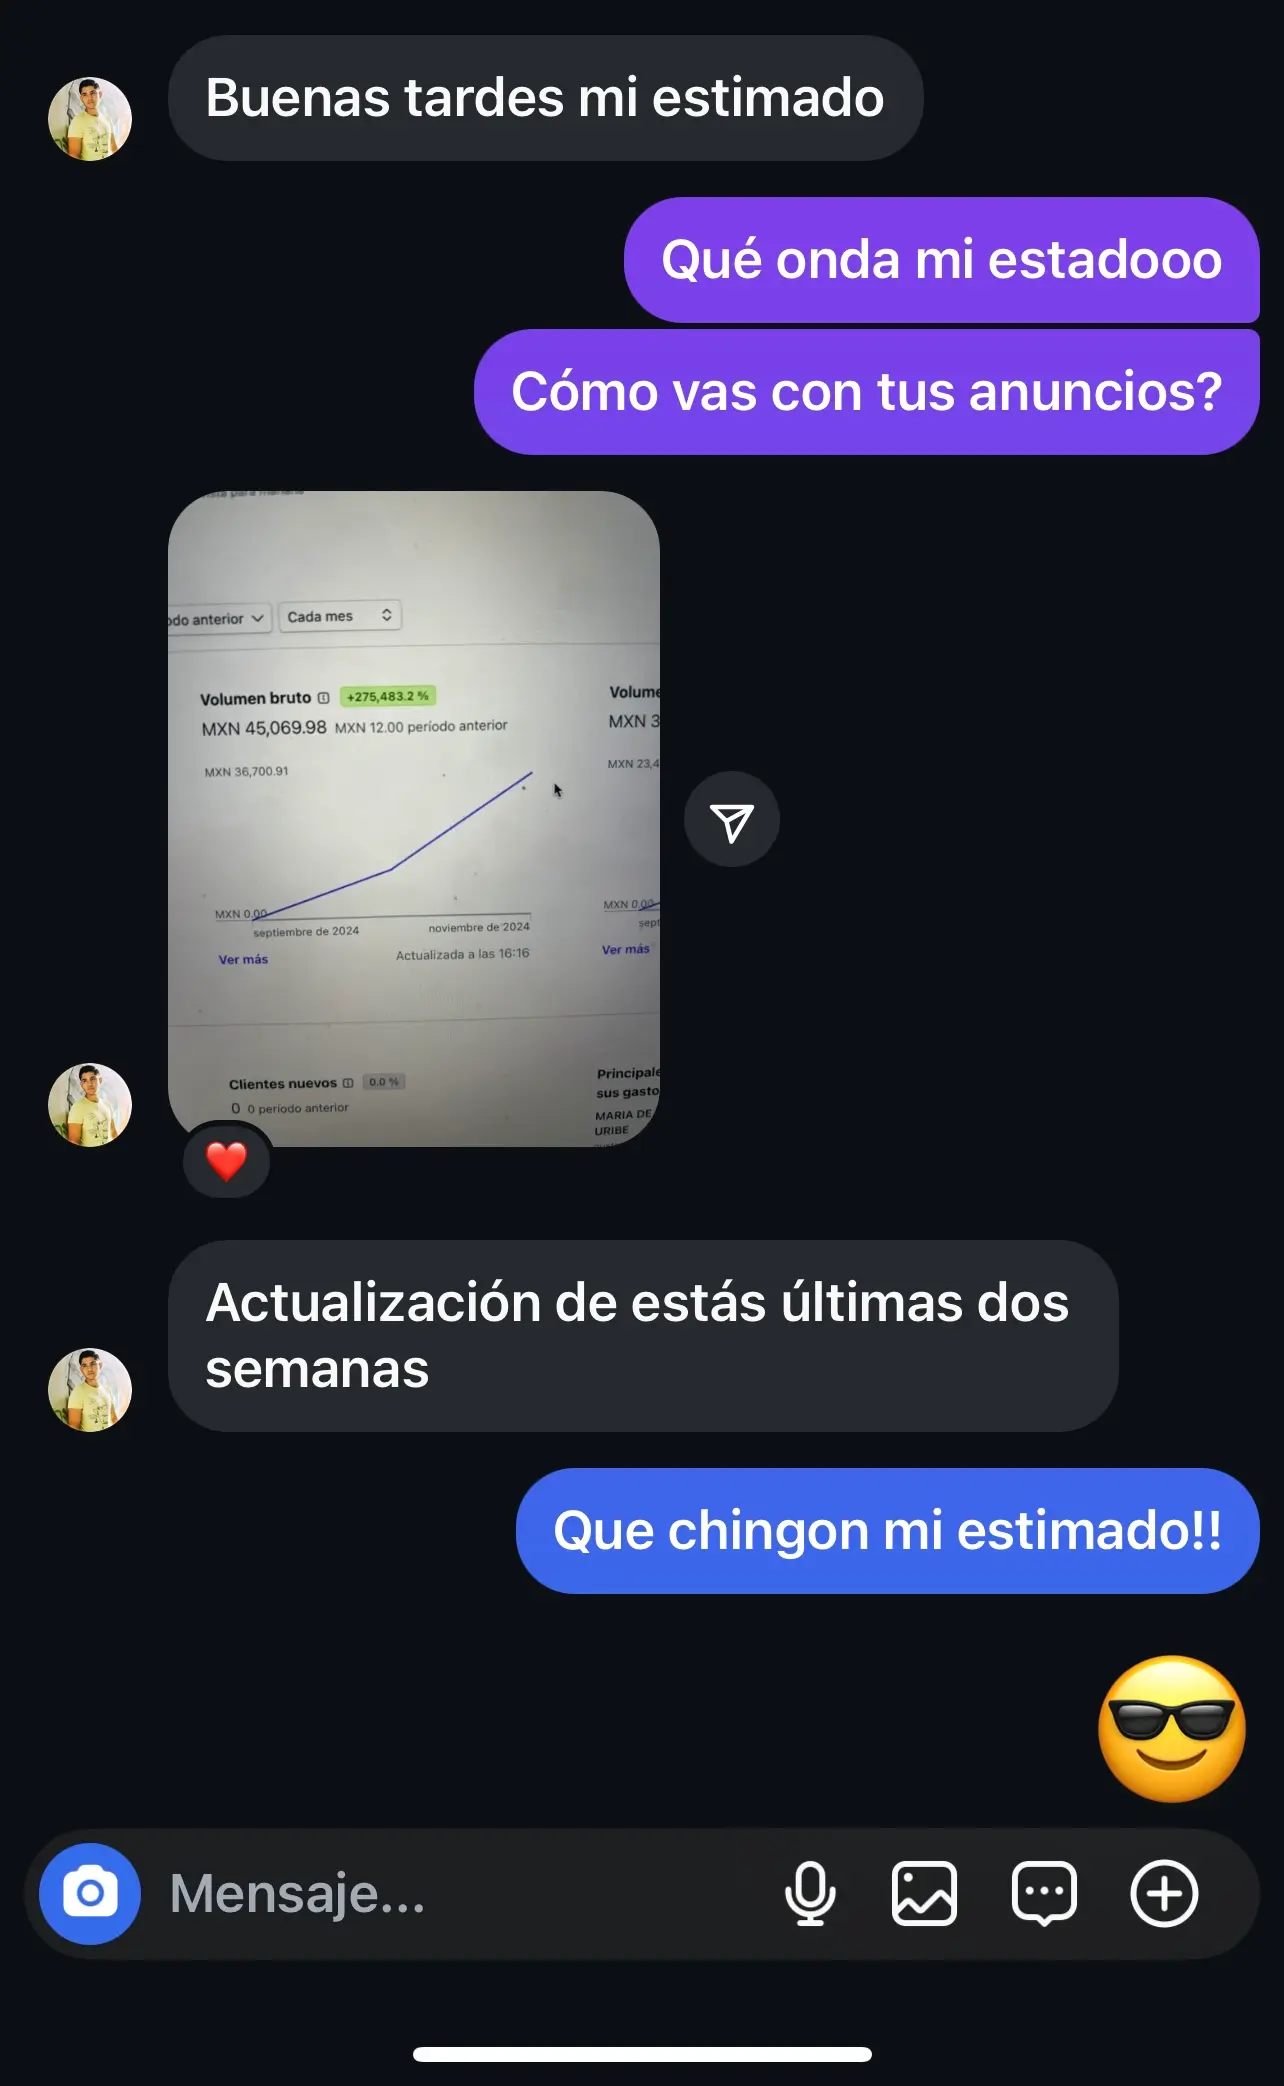 Buenas tardes mi estimado
Qué onda mi estadooo
Cómo vas con tus anuncios?
odo anterior
Cada mes
Volumen bruto
+275,483.2 %
Volume
MXN 45,069.98 MXN 12.00 período anterior
MXN 3
MXN 36,700.91
MXN 23,4
MXN 0.00
MXN 0.00
septiembre de 2024
noviembre de 2024
sept
Ver más
Actualizada a las 16:16
Ver más
Clientes nuevos
0.0 %
0 0 período anterior
Principale
sus gasto
MARIA DE
URIBE
Actualización de estás últimas dos
semanas
Que chingon mi estimado!!
Mensaje...